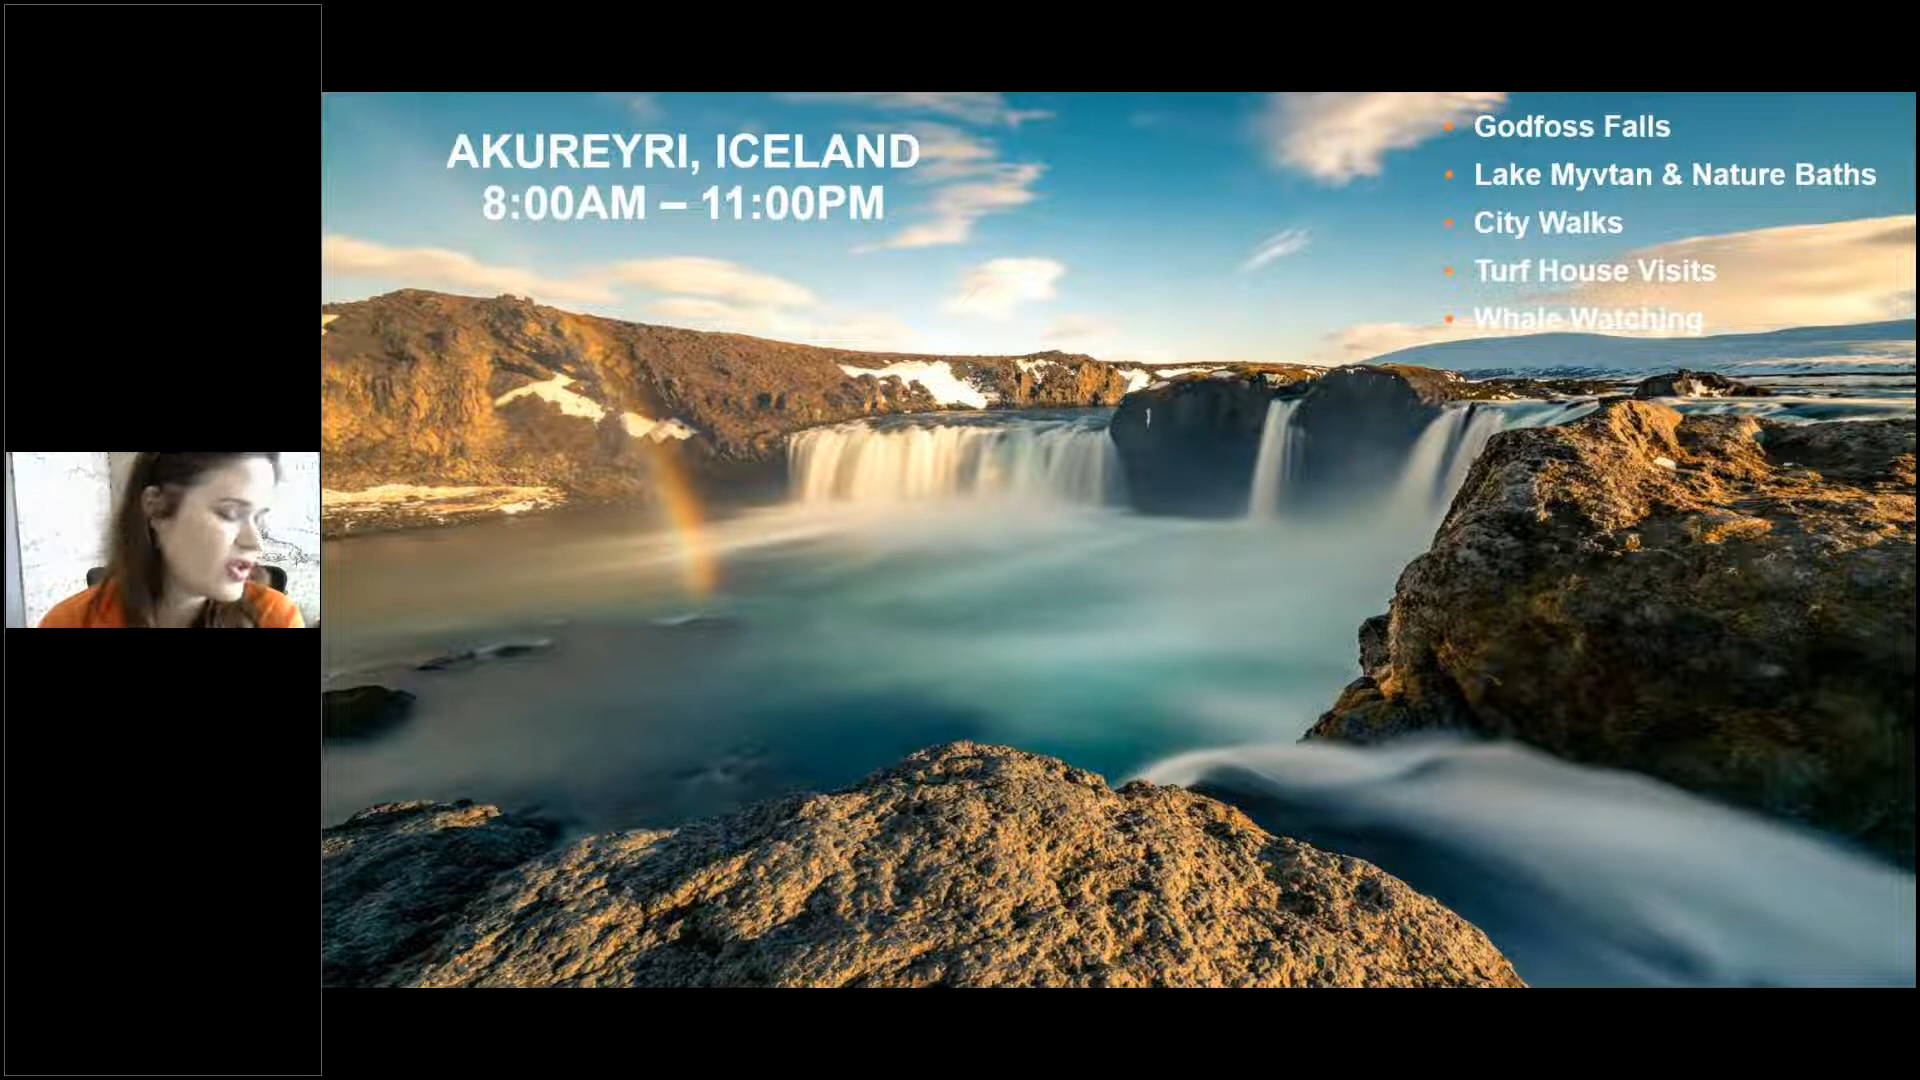 AKUREYRI, ICELAND
8:00AM – 11:00PM
• Godfoss Falls
• Lake Myvtan & Nature Baths
• City Walks
• Turf House Visits
• Whale Watching